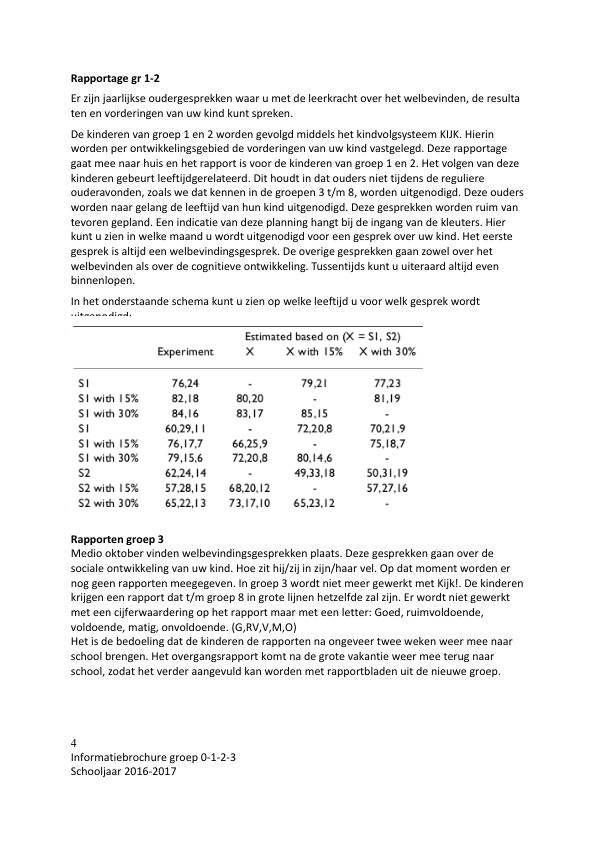 Rapportage gr 1-2
Er zijn jaarlijkse oudergesprekken waar u met de leerkracht over het welbevinden, de resulta
ten en vorderingen van uw kind kunt spreken.
De kinderen van groep 1 en 2 worden gevolgd middels het kindvolgsysteem KIJK. Hierin
worden per ontwikkelingsgebied de vorderingen van uw kind vastgelegd. Deze rapportage
gaat mee naar huis en het rapport is voor de kinderen van groep 1 en 2. Het volgen van deze
kinderen gebeurt leeftijdgerelateerd. Dit houdt in dat ouders niet tijdens de reguliere
ouderavonden, zoals we dat kennen in de groepen 3 t/m 8, worden uitgenodigd. Deze ouders
worden naar gelang de leeftijd van hun kind uitgenodigd. Deze gesprekken worden ruim van
tevoren gepland. Een indicatie van deze planning hangt bij de ingang van de kleuters. Hier
kunt u zien in welke maand u wordt uitgenodigd voor een gesprek over uw kind. Het eerste
gesprek is altijd een welbevindingsgesprek. De overige gesprekken gaan zowel over het
welbevinden als over de cognitieve ontwikkeling. Tussentijds kunt u uiteraard altijd even
binnenlopen.
In het onderstaande schema kunt u zien op welke leeftijd u voor welk gesprek wordt
uitgenodigd:
Estimated based on (X = S1, S2)
Experiment X X with 15% X with 30%
S1 76,24 - 79,21 77,23
S1 with 15% 82,18 80,20 - 81,19
S1 with 30% 84,16 83,17 85,15 -
S1 60,29,11 - 72,20,8 70,21,9
S1 with 15% 76,17,7 66,25,9 - 75,18,7
S1 with 30% 79,15,6 72,20,8 80,14,6 -
S2 62,24,14 - 49,33,18 50,31,19
S2 with 15% 57,28,15 68,20,12 - 57,27,16
S2 with 30% 65,22,13 73,17,10 65,23,12 -
Rapporten groep 3
Medio oktober vinden welbevindingsgesprekken plaats. Deze gesprekken gaan over de
sociale ontwikkeling van uw kind. Hoe zit hij/zij in zijn/haar vel. Op dat moment worden er
nog geen rapporten meegegeven. In groep 3 wordt niet meer gewerkt met Kijk!. De kinderen
krijgen een rapport dat t/m groep 8 in grote lijnen hetzelfde zal zijn. Er wordt niet gewerkt
met een cijferwaardering op het rapport maar met een letter: Goed, ruimvoldoende,
voldoende, matig, onvoldoende. (G,RV,V,M,O)
Het is de bedoeling dat de kinderen de rapporten na ongeveer twee weken weer mee naar
school brengen. Het overgangsrapport komt na de grote vakantie weer mee terug naar
school, zodat het verder aangevuld kan worden met rapportbladen uit de nieuwe groep.
4
Informatiebrochure groep 0-1-2-3
Schooljaar 2016-2017